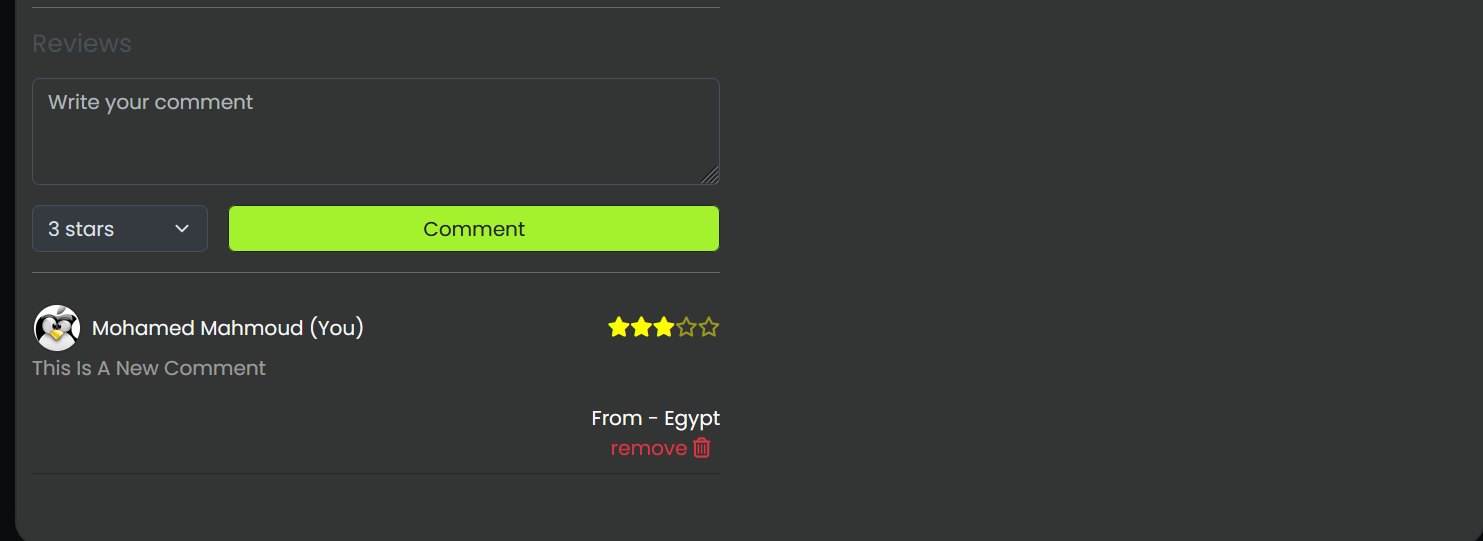 Reviews
Write your comment
3 stars
Comment
Mohamed Mahmoud (You)
This Is A New Comment
From - Egypt
remove